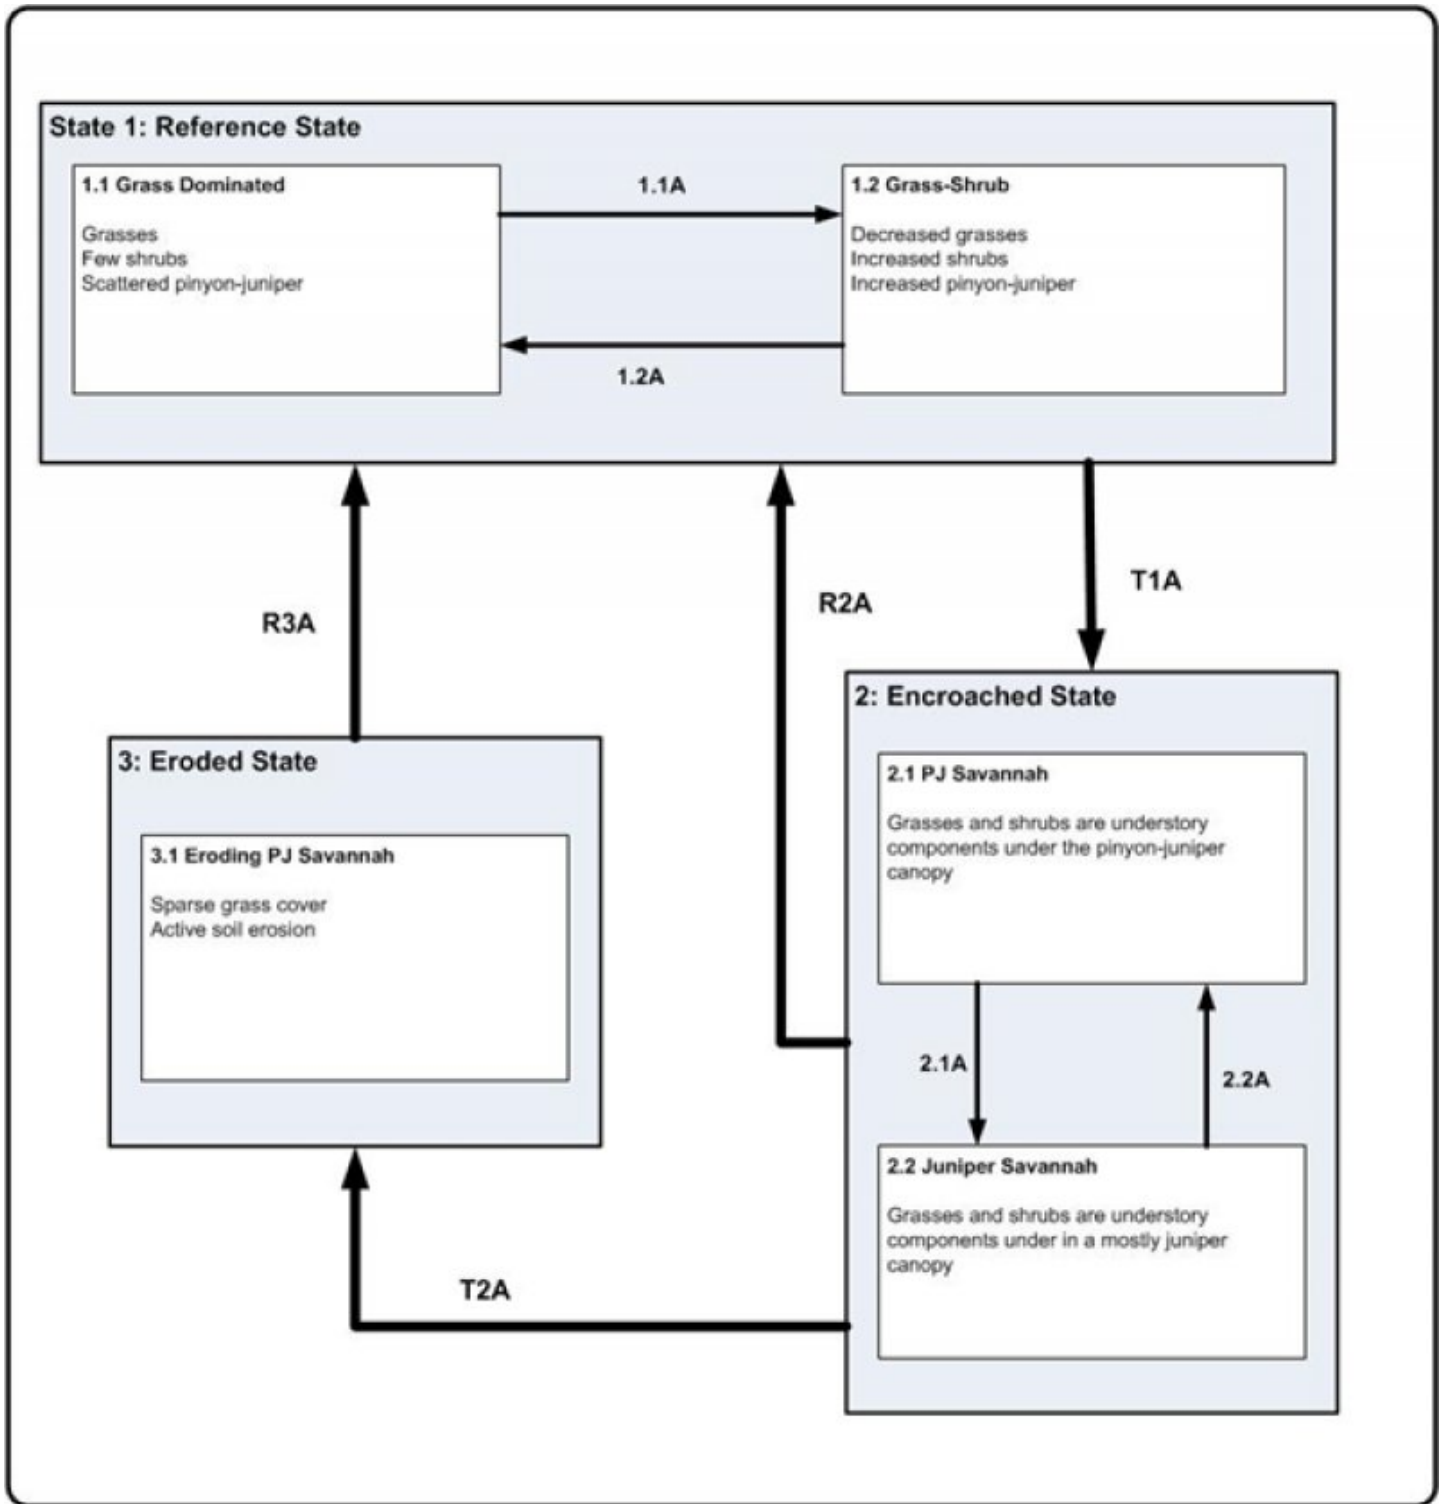 State 1: Reference State
1.1 Grass Dominated
Grasses
Few shrubs
Scattered pinyon-juniper
1.1A
1.2A
1.2 Grass-Shrub
Decreased grasses
Increased shrubs
Increased pinyon-juniper
R3A
R2A
T1A
3: Eroded State
3.1 Eroding PJ Savannah
Sparse grass cover
Active soil erosion
2: Encroached State
2.1 PJ Savannah
Grasses and shrubs are understory
components under the pinyon-juniper
canopy
2.1A
2.2A
2.2 Juniper Savannah
Grasses and shrubs are understory
components under in a mostly juniper
canopy
T2A